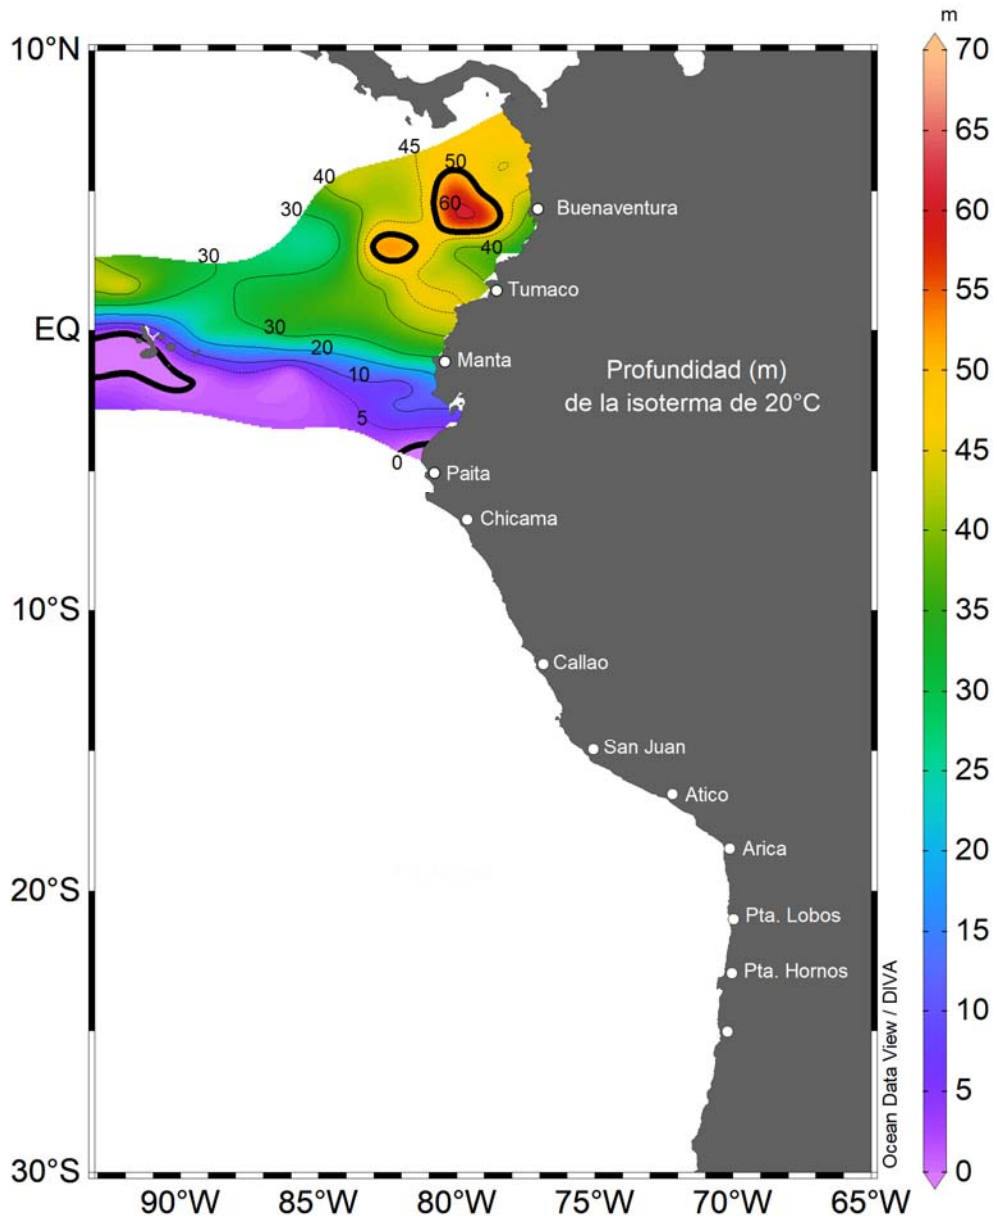 m
10°N
70
65
60
55
50
45
40
35
30
25
20
15
10
5
0
45
50
40
60
30
40
30
30
20
10
5
0
Buenaventura
Tumaco
EQ
Manta
Profundidad (m)
de la isoterma de 20°C
Paita
Chicama
10°S
Callao
San Juan
Atico
Arica
20°S
Pta. Lobos
Pta. Hornos
Ocean Data View / DIVA
30°S
90°W 85°W 80°W 75°W 70°W 65°W